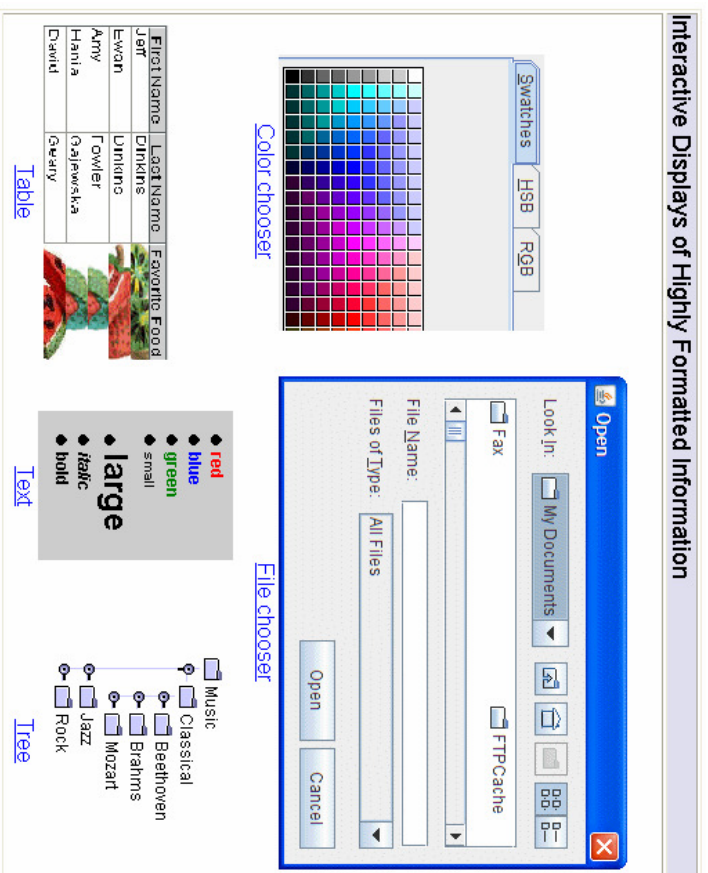 Interactive Displays of Highly Formatted Information
Swatches HSB RGB
Color chooser
Open
Look In: My Documents
Fax FTPCache
File Name:
Files of Type: All Files
Open Cancel
File chooser
First Name Last Name Favorite Food
Jeff Dinkins
Ewan Dinkins
Amy Fowler
Hania Gajewska
David Geary
Table
red
blue
green
small
large
italic
bold
Text
Music
Classical
Beethoven
Brahms
Mozart
Jazz
Rock
Tree